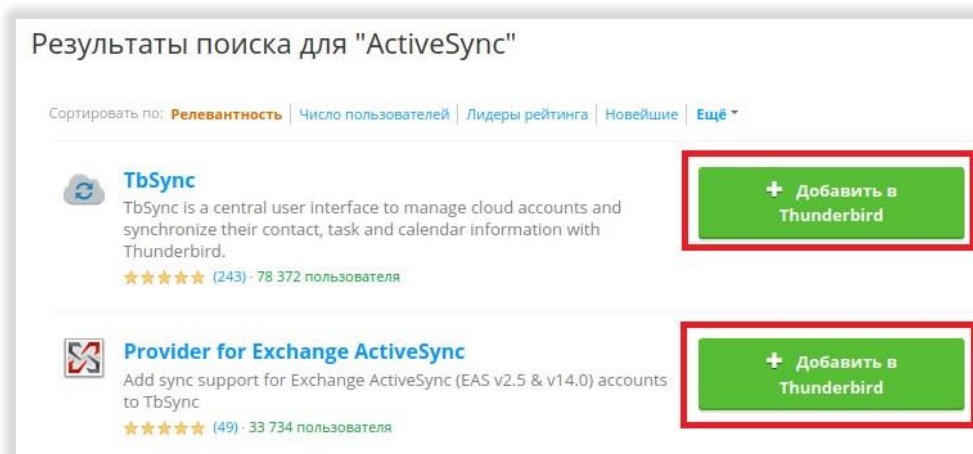 Результаты поиска для "ActiveSync"
Сортировать по: Релевантность Число пользователей Лидеры рейтинга Новейшие Ещё
TbSync
TbSync is a central user interface to manage cloud accounts and
synchronize their contact, task and calendar information with
Thunderbird.
(243) · 78 372 пользователя
Добавить в
Thunderbird
Provider for Exchange ActiveSync
Add sync support for Exchange ActiveSync (EAS v2.5 & v14.0) accounts
to TbSync
(49) · 33 734 пользователя
Добавить в
Thunderbird